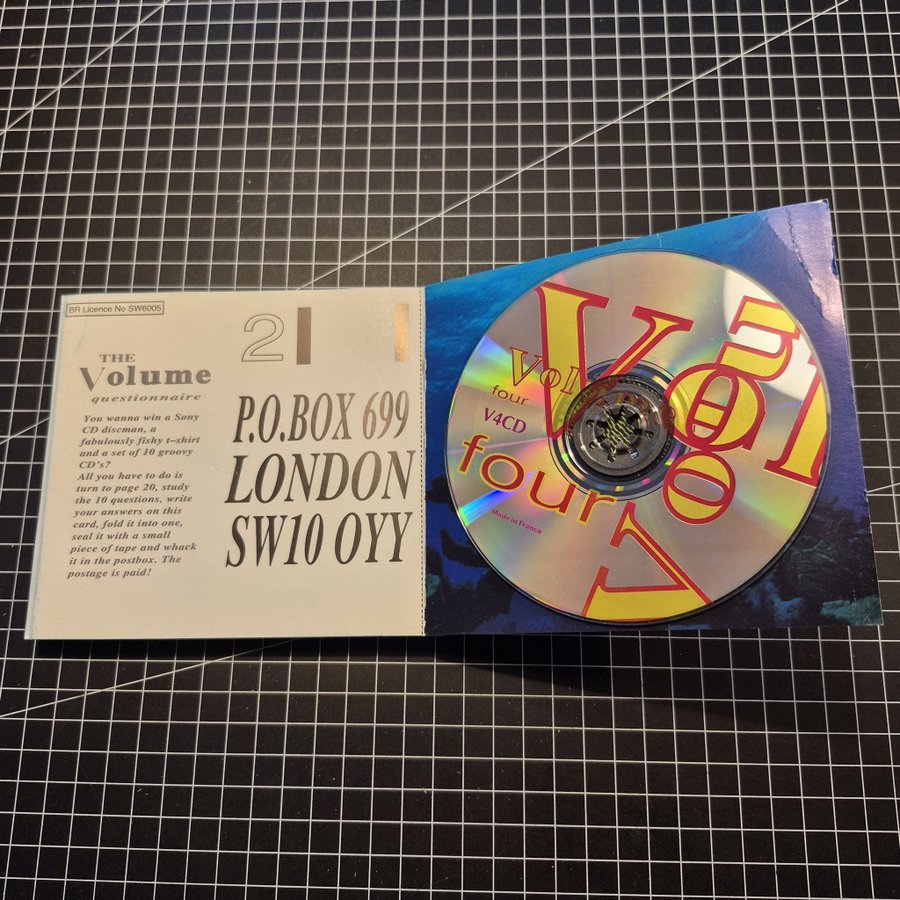 BR Licence No SW6005
THE
Volume
questionnaire
You wanna win a Sony
CD discman, a
fabulously fishy t-shirt
and a set of 10 groovy
CD's?
All you have to do is
turn to page 20, study
the 10 questions, write
your answers on this
card, fold it into one,
seal it with a small
piece of tape and whack
it in the postbox. The
postage is paid!
2
P.O.BOX 699
LONDON
SW10 OYY
four
V4CD
four
Made in France